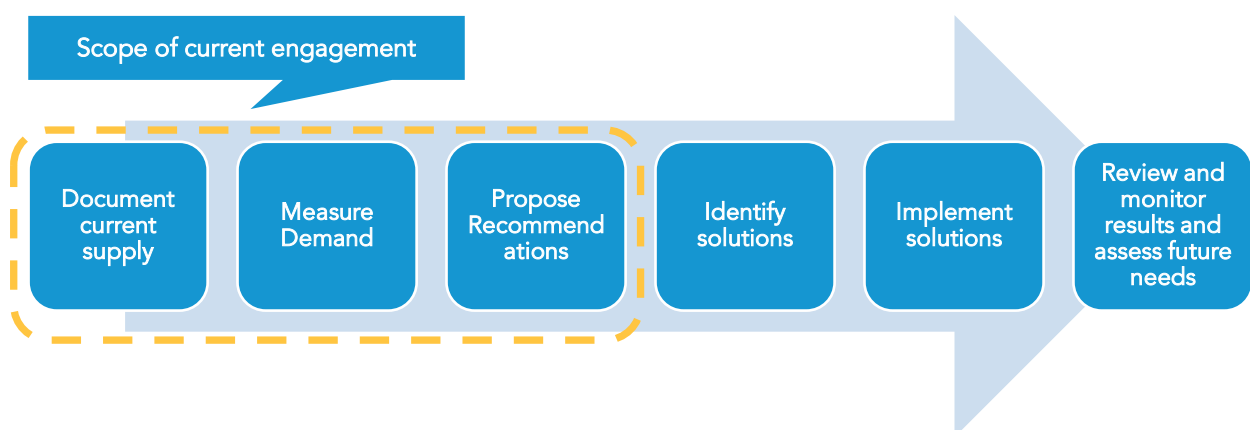 Scope of current engagement
Document
current
supply
Measure
Demand
Propose
Recommend
ations
Identify
solutions
Implement
solutions
Review and
monitor
results and
assess future
needs